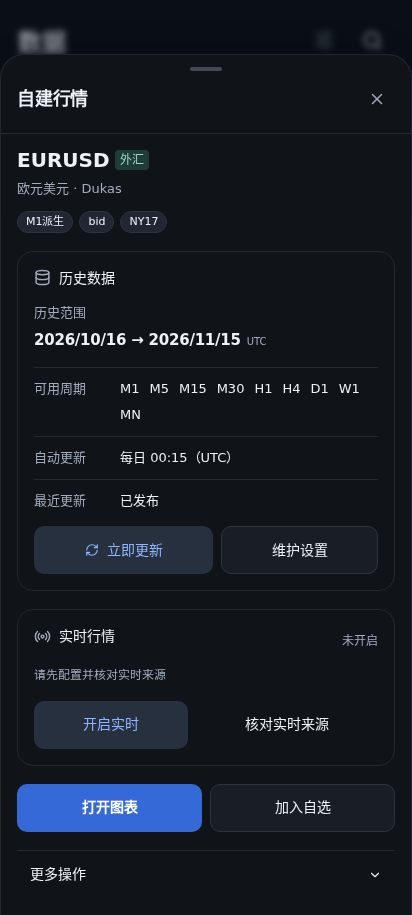 数据
自建行情
EURUSD 外汇
欧元美元 · Dukas
M1派生 bid NY17
历史数据
历史范围
2026/10/16 → 2026/11/15 UTC
可用周期 M1 M5 M15 M30 H1 H4 D1 W1
MN
自动更新 每日 00:15（UTC）
最近更新 已发布
立即更新 维护设置
实时行情 未开启
请先配置并核对实时来源
开启实时 核对实时来源
打开图表 加入自选
更多操作